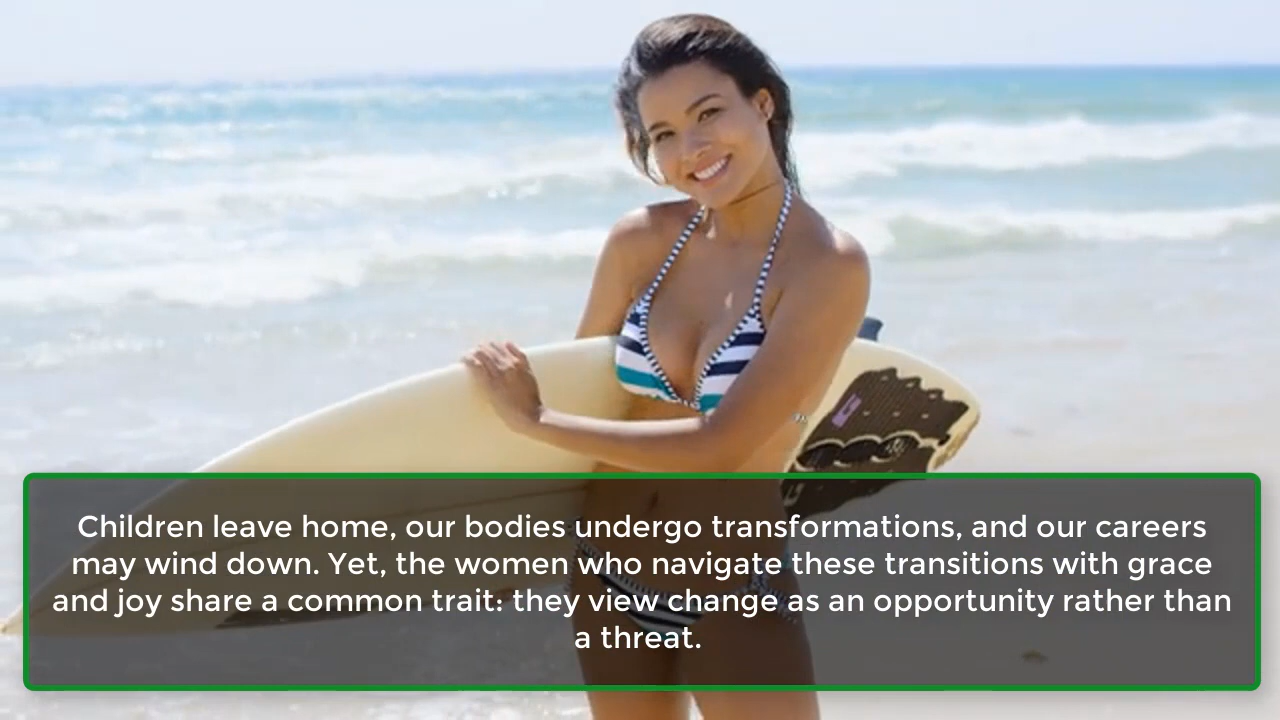 Children leave home, our bodies undergo transformations, and our careers
may wind down. Yet, the women who navigate these transitions with grace
and joy share a common trait: they view change as an opportunity rather than
a threat.